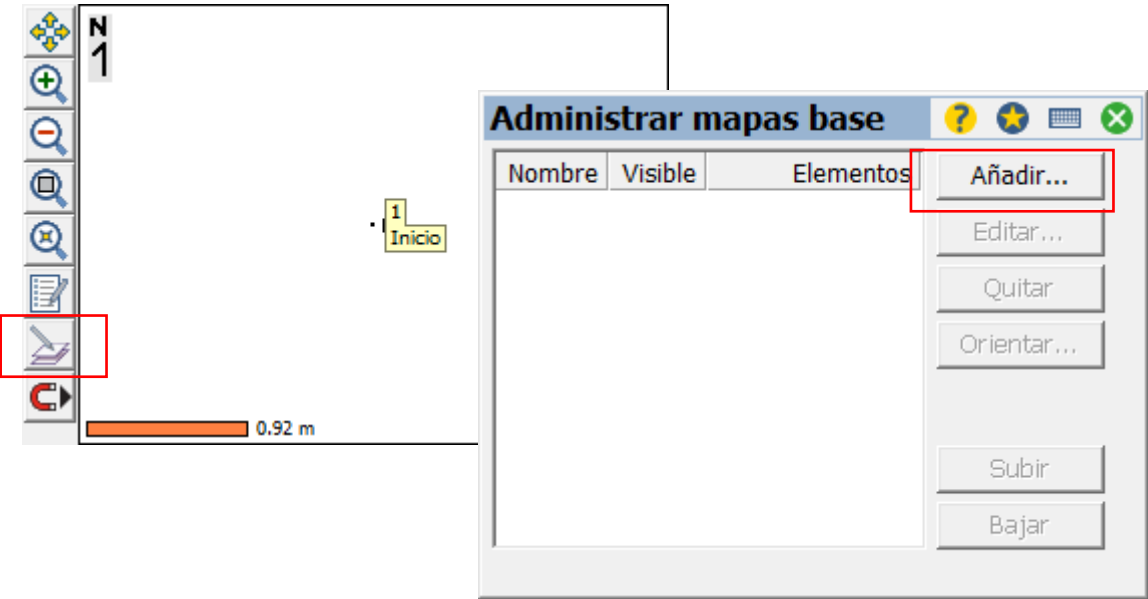 N
1
1
Inicio
0.92 m
Administrar mapas base
?
Nombre Visible Elementos
Añadir...
Editar...
Quitar
Orientar...
Subir
Bajar